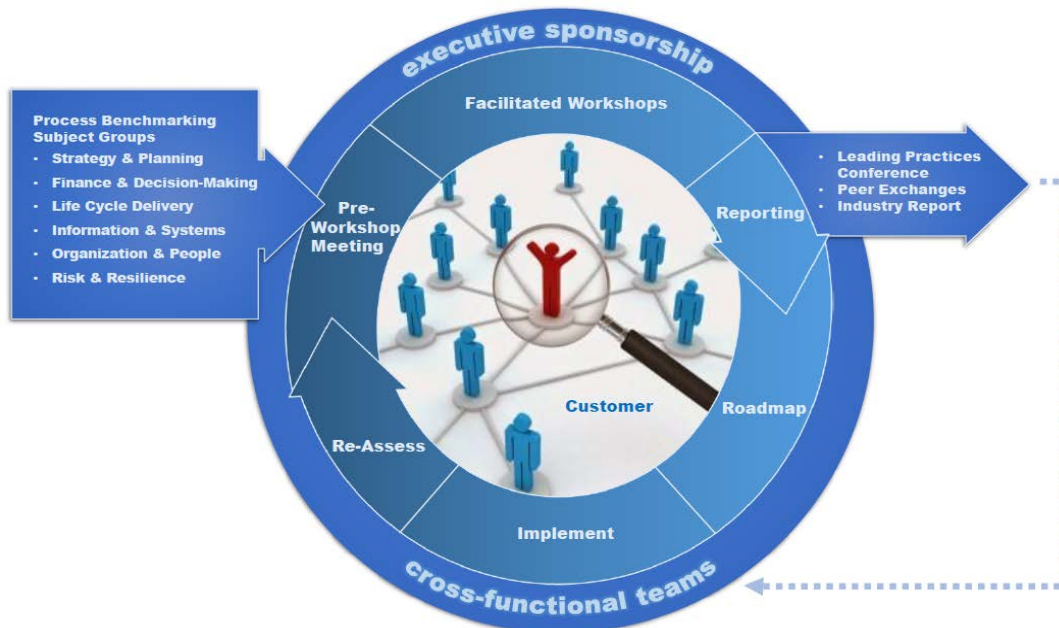 executive sponsorship
Facilitated Workshops
Process Benchmarking
Subject Groups
• Strategy & Planning
• Finance & Decision-Making
• Life Cycle Delivery
• Information & Systems
• Organization & People
• Risk & Resilience
Pre-
Workshop
Meeting
Reporting
• Leading Practices
Conference
• Peer Exchanges
• Industry Report
Customer
Roadmap
Re-Assess
Implement
cross-functional teams